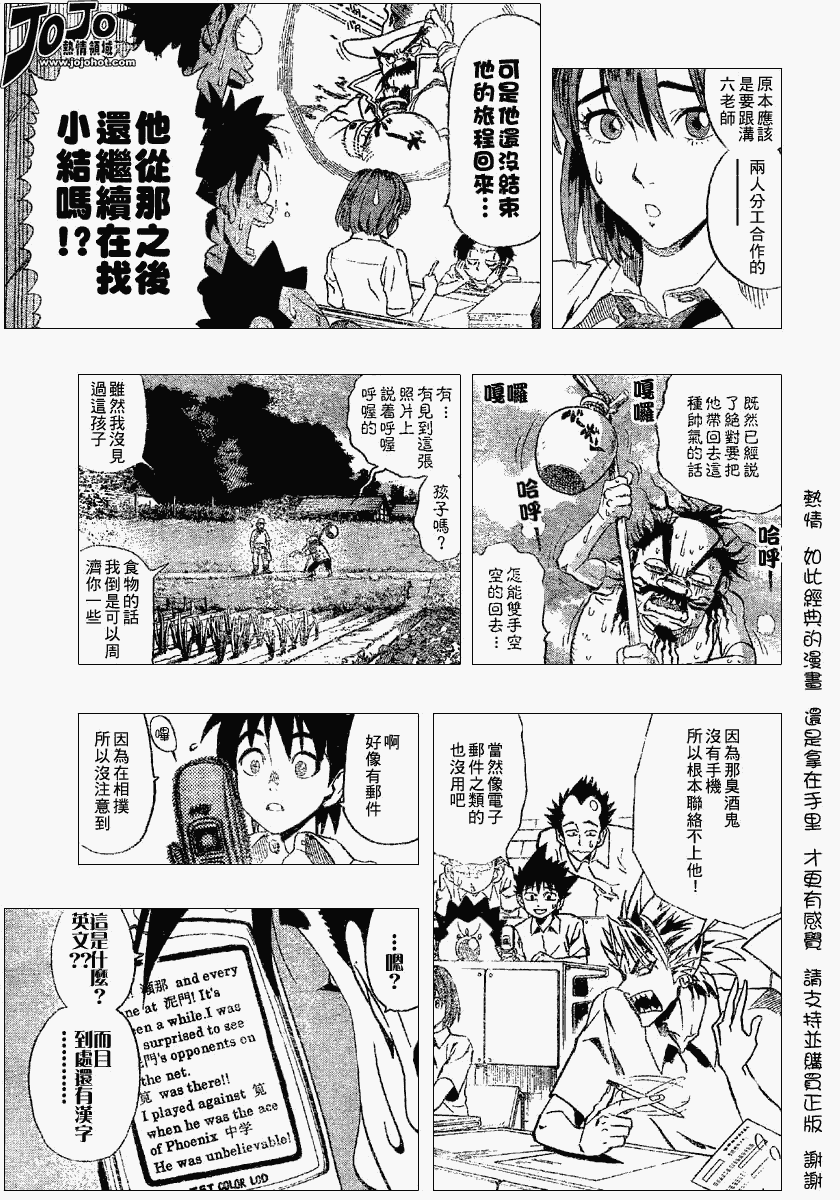 JOJO
熱情領域
www.jojohot.com
原本應該
是要跟溝
六老師
兩人分工合作的
可是他還沒結束
他的旅程回來…
他從那之後
還繼續在找
小結嗎!?
既然已經說
了絕對要把
他帶回去這
種帥氣的話
嘎囉
嘎囉
哈呼
哈呼
怎能雙手空
空的回去…
有…
有見到這張
照片上
說着呼喔
呼喔的
孩子嗎?
雖然我沒見
過這孩子
食物的話
我倒是可以周
濟你一些
因為那臭酒鬼
沒有手機
所以根本聯絡不上他!
當然像電子
郵件之類的
也沒用吧
啊
好像有郵件
嗶
因為在相撲
所以沒注意到
…嗯?
這是什麼?
英文??
而且
到處還有漢字
…………
瀨那 and every
ne at 泥門! It's
en a while.I was
surprised to see
門's opponents on
the net.
筧 was there!!
I played against 筧
when he was the ace
of Phoenix 中学
He was unbelievable!
ST COLOR LCD
熱情 如此經典的漫畫 還是拿在手里 才更有感覺 請支持並購買正版 謝謝